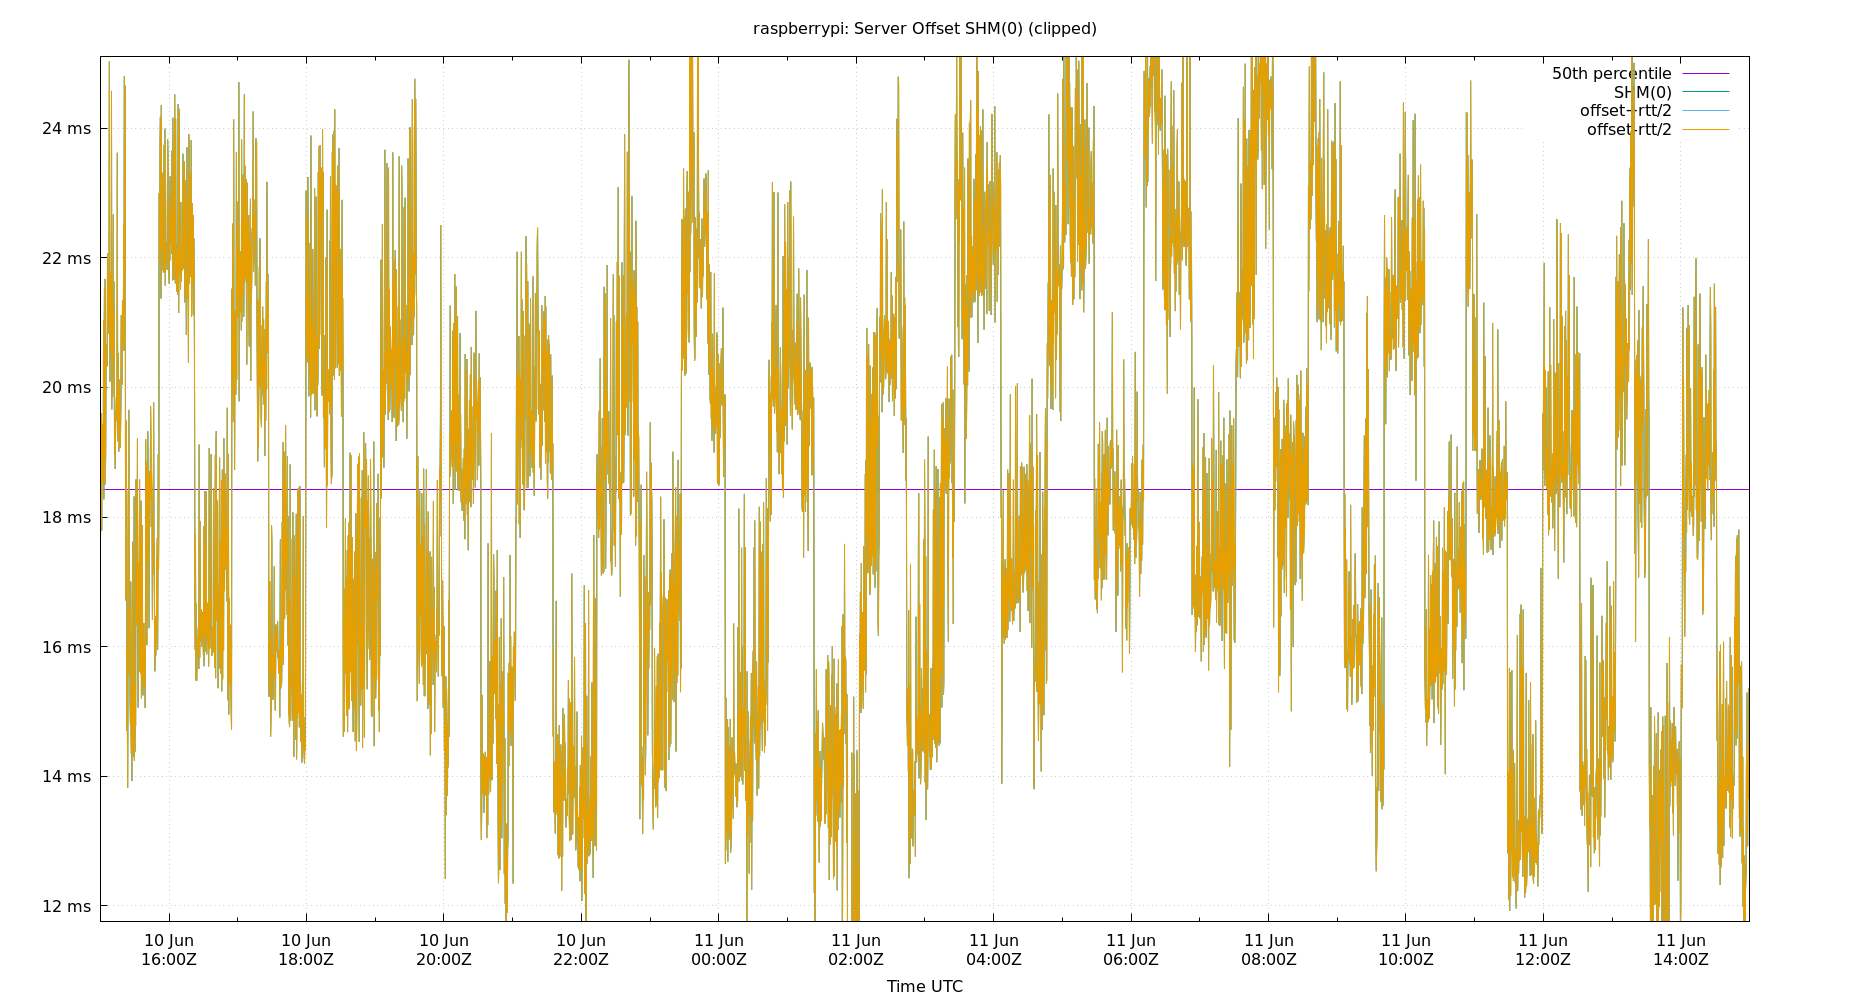 raspberrypi: Server Offset SHM(0) (clipped)
50th percentile
SHM(0)
offset+rtt/2
offset-rtt/2
24 ms
22 ms
20 ms
18 ms
16 ms
14 ms
12 ms
10 Jun 10 Jun 10 Jun 10 Jun 11 Jun 11 Jun 11 Jun 11 Jun 11 Jun 11 Jun 11 Jun 11 Jun
16:00Z 18:00Z 20:00Z 22:00Z 00:00Z 02:00Z 04:00Z 06:00Z 08:00Z 10:00Z 12:00Z 14:00Z
Time UTC